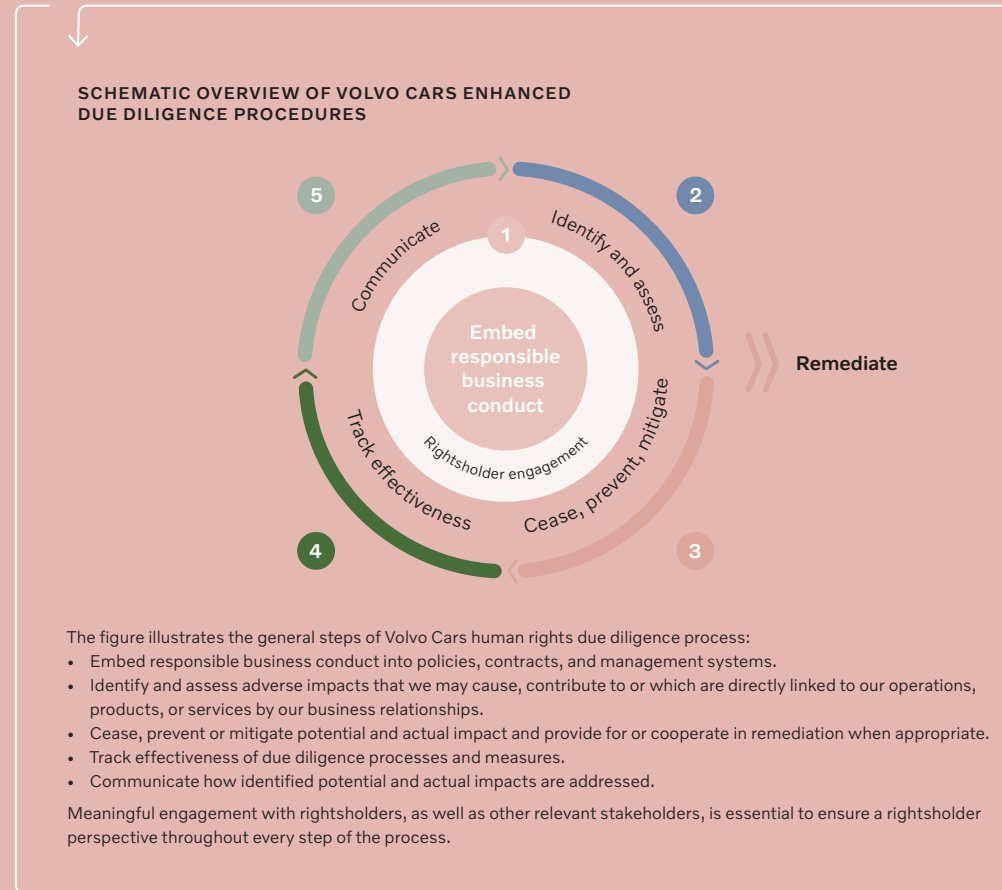 SCHEMATIC OVERVIEW OF VOLVO CARS ENHANCED
DUE DILIGENCE PROCEDURES
5
2
1
Communicate
Identify and assess
Embed
responsible
business
conduct
Remediate
Rightsholder engagement
Track effectiveness
Cease, prevent, mitigate
4
3
The figure illustrates the general steps of Volvo Cars human rights due diligence process:
• Embed responsible business conduct into policies, contracts, and management systems.
• Identify and assess adverse impacts that we may cause, contribute to or which are directly linked to our operations,
products, or services by our business relationships.
• Cease, prevent or mitigate potential and actual impact and provide for or cooperate in remediation when appropriate.
• Track effectiveness of due diligence processes and measures.
• Communicate how identified potential and actual impacts are addressed.
Meaningful engagement with rightsholders, as well as other relevant stakeholders, is essential to ensure a rightsholder
perspective throughout every step of the process.